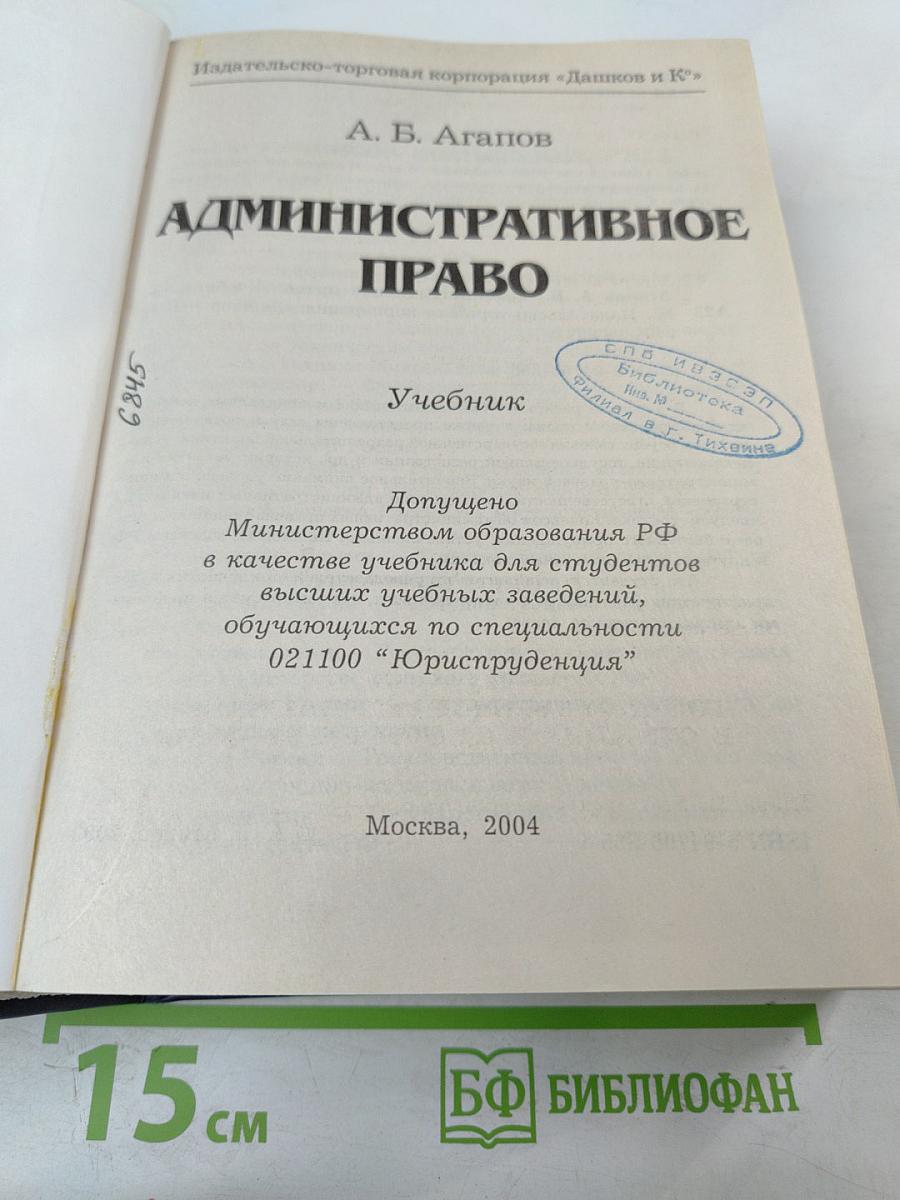 Издательско-торговая корпорация «Дашков и К°»
А. Б. Агапов
АДМИНИСТРАТИВНОЕ
ПРАВО
6845
СПб ИВЭСЭП
Библиотека
Инв. №
Филиал в г. Тихвине
Учебник
Допущено
Министерством образования РФ
в качестве учебника для студентов
высших учебных заведений,
обучающихся по специальности
021100 “Юриспруденция”
Москва, 2004
15 см
БФ БИБЛИОФАН